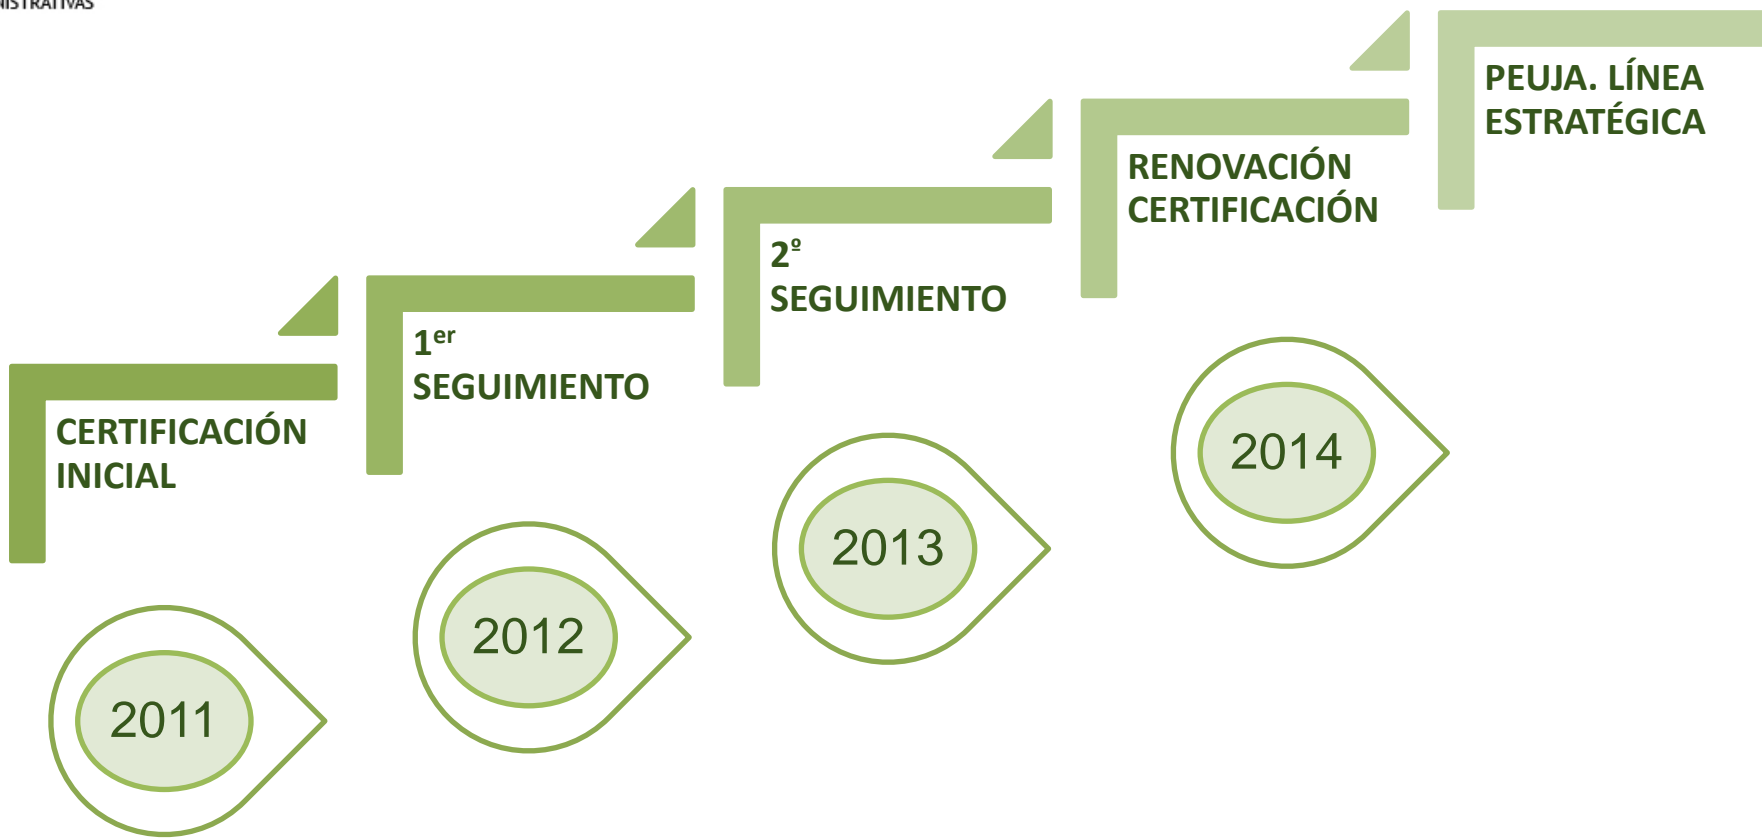 CERTIFICACIÓN
INICIAL
1er
SEGUIMIENTO
2º
SEGUIMIENTO
RENOVACIÓN
CERTIFICACIÓN
PEUJA. LÍNEA
ESTRATÉGICA
2011
2012
2013
2014